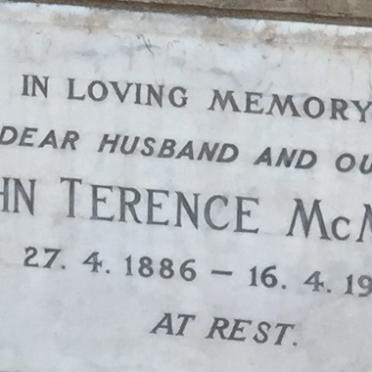 IN LOVING MEMORY
DEAR HUSBAND AND OU
HN TERENCE McM
27. 4. 1886 – 16. 4. 19
AT REST.